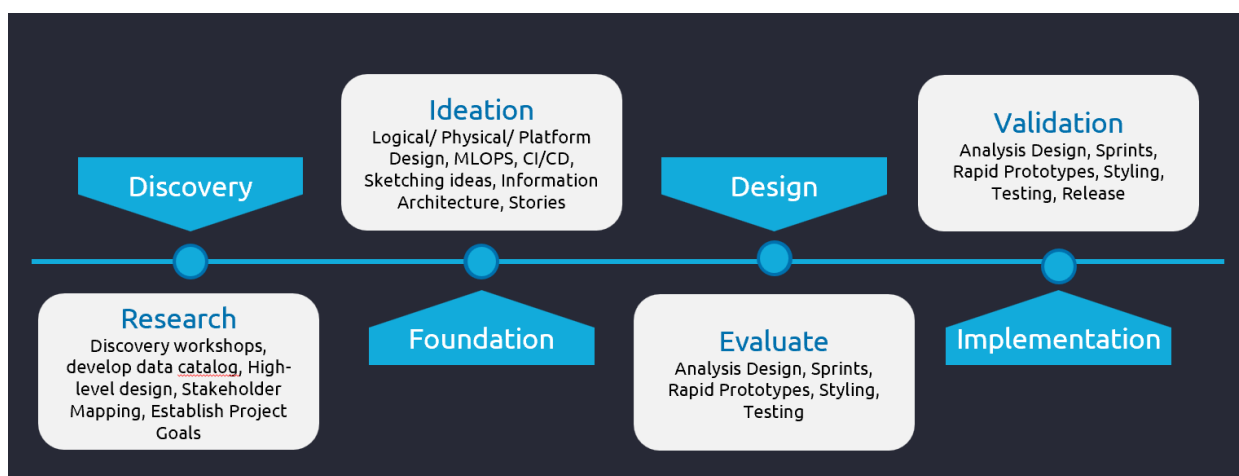 Discovery
Research
Discovery workshops,
develop data catalog, High-
level design, Stakeholder
Mapping, Establish Project
Goals
Ideation
Logical/ Physical/ Platform
Design, MLOPS, CI/CD,
Sketching ideas, Information
Architecture, Stories
Foundation
Design
Evaluate
Analysis Design, Sprints,
Rapid Prototypes, Styling,
Testing
Validation
Analysis Design, Sprints,
Rapid Prototypes, Styling,
Testing, Release
Implementation